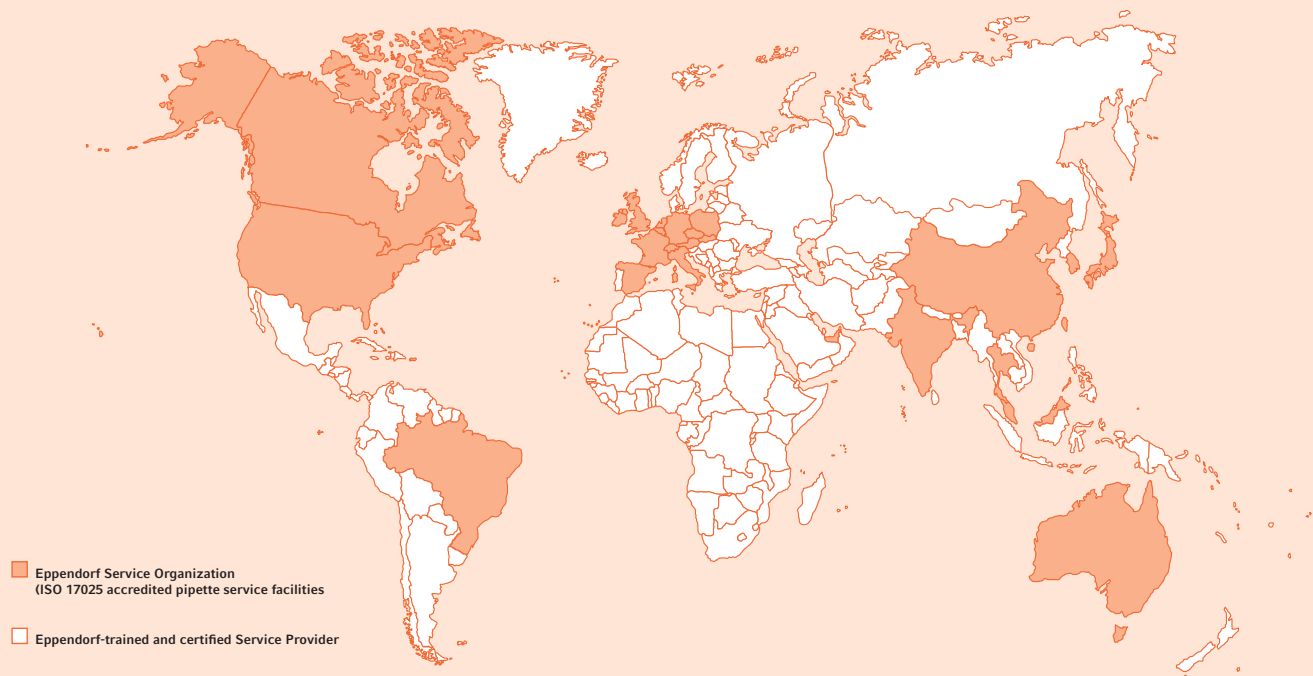 Eppendorf Service Organization
(ISO 17025 accredited pipette service facilities
Eppendorf-trained and certified Service Provider